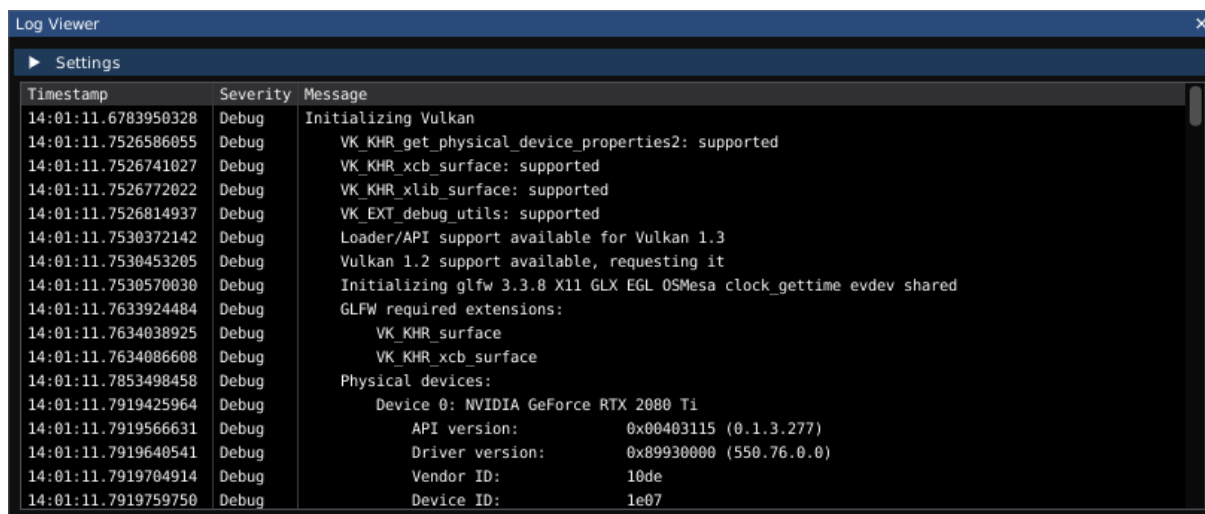 Log Viewer ×
▶ Settings
Timestamp Severity Message
14:01:11.6783950328 Debug Initializing Vulkan
14:01:11.7526586055 Debug VK_KHR_get_physical_device_properties2: supported
14:01:11.7526741027 Debug VK_KHR_xcb_surface: supported
14:01:11.7526772022 Debug VK_KHR_xlib_surface: supported
14:01:11.7526814937 Debug VK_EXT_debug_utils: supported
14:01:11.7530372142 Debug Loader/API support available for Vulkan 1.3
14:01:11.7530453205 Debug Vulkan 1.2 support available, requesting it
14:01:11.7530570030 Debug Initializing glfw 3.3.8 X11 GLX EGL OSMesa clock_gettime evdev shared
14:01:11.7633924484 Debug GLFW required extensions:
14:01:11.7634038925 Debug VK_KHR_surface
14:01:11.7634086608 Debug VK_KHR_xcb_surface
14:01:11.7853498458 Debug Physical devices:
14:01:11.7919425964 Debug Device 0: NVIDIA GeForce RTX 2080 Ti
14:01:11.7919566631 Debug API version: 0x00403115 (0.1.3.277)
14:01:11.7919640541 Debug Driver version: 0x89930000 (550.76.0.0)
14:01:11.7919704914 Debug Vendor ID: 10de
14:01:11.7919759750 Debug Device ID: 1e07